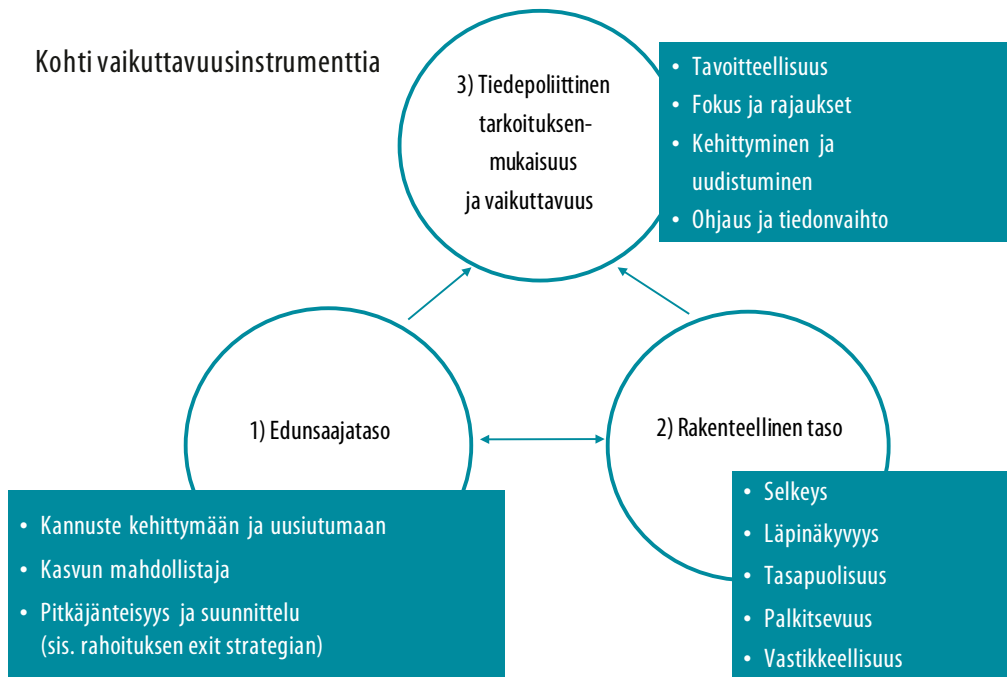 Kohti vaikuttavuusinstrumenttia
3) Tiedepoliittinen
tarkoituksen-
mukaisuus
ja vaikuttavuus
• Tavoitteellisuus
• Fokus ja rajaukset
• Kehittyminen ja
uudistuminen
• Ohjaus ja tiedonvaihto
1) Edunsaajataso
• Kannuste kehittymään ja uusiutumaan
• Kasvun mahdollistaja
• Pitkäjänteisyys ja suunnittelu
(sis. rahoituksen exit strategian)
2) Rakenteellinen taso
• Selkeys
• Läpinäkyvyys
• Tasapuolisuus
• Palkitsevuus
• Vastikkeellisuus